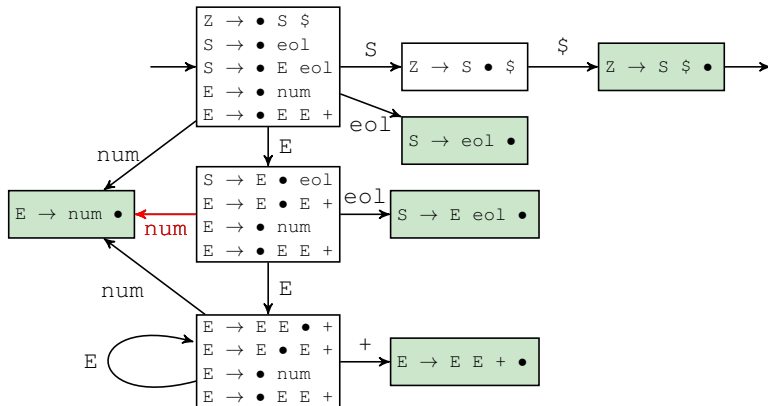 Z → • S $
S → • eol
S → • E eol
E → • num
E → • E E +
S
Z → S • $
$
Z → S $ •
eol
S → eol •
num
E
S → E • eol
E → E • E +
E → • num
E → • E E +
eol
S → E eol •
E → num •
num
num
E
E → E E • +
E → E • E +
E → • num
E → • E E +
E
+
E → E E + •